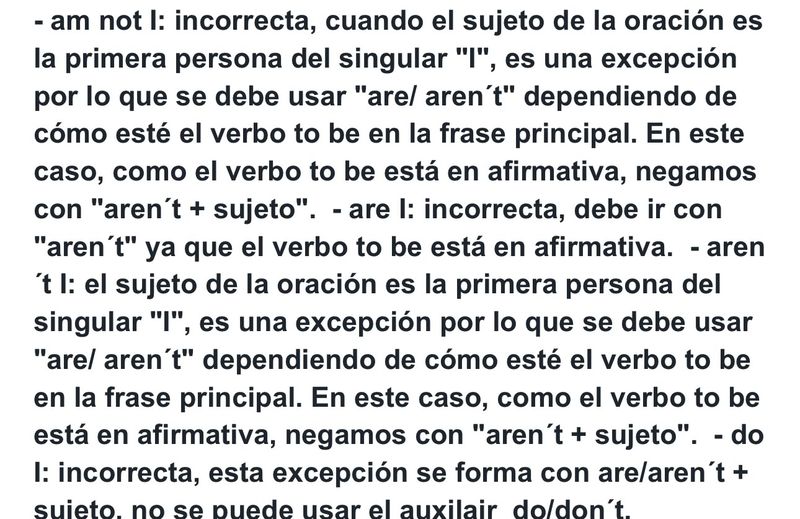 - am not I: incorrecta, cuando el sujeto de la oración es
la primera persona del singular "I", es una excepción
por lo que se debe usar "are/ aren´t" dependiendo de
cómo esté el verbo to be en la frase principal. En este
caso, como el verbo to be está en afirmativa, negamos
con "aren´t + sujeto".  - are I: incorrecta, debe ir con
"aren´t" ya que el verbo to be está en afirmativa.  - aren
´t I: el sujeto de la oración es la primera persona del
singular "I", es una excepción por lo que se debe usar
"are/ aren´t" dependiendo de cómo esté el verbo to be
en la frase principal. En este caso, como el verbo to be
está en afirmativa, negamos con "aren´t + sujeto".  - do
I: incorrecta, esta excepción se forma con are/aren´t +
sujeto, no se puede usar el auxilair  do/don´t.